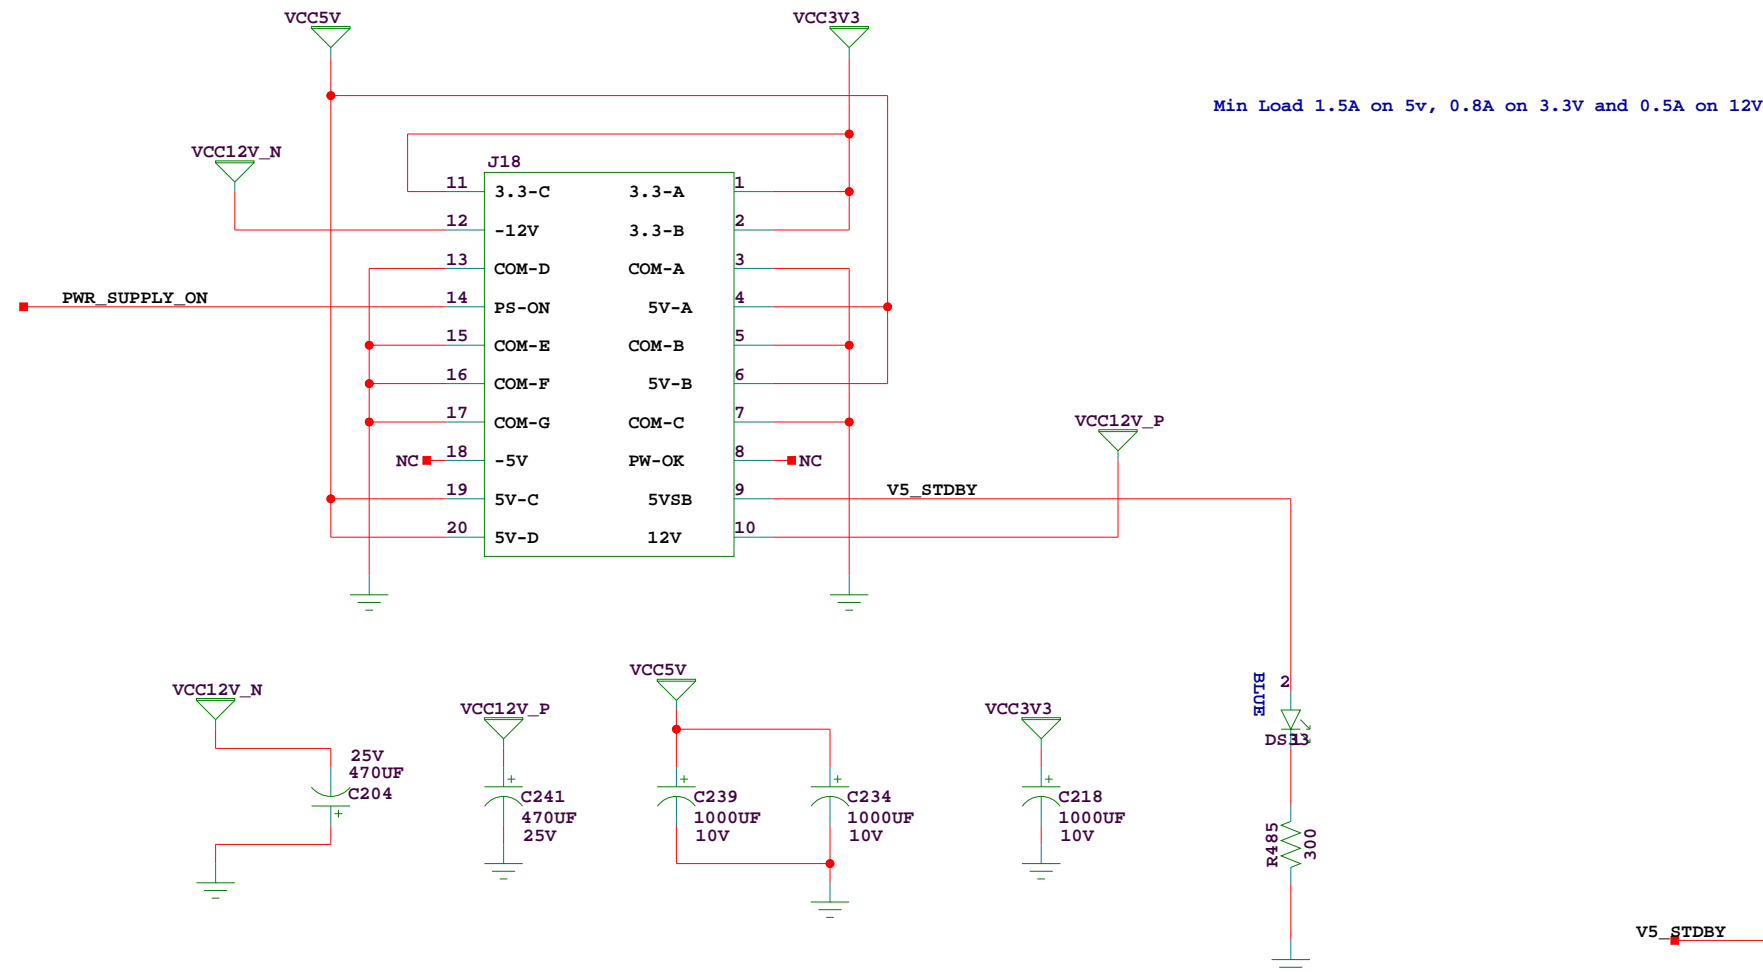 VCC5V
VCC3V3
Min Load 1.5A on 5v, 0.8A on 3.3V and 0.5A on 12V
VCC12V_N
J18
11 3.3-C 3.3-A 1
12 -12V 3.3-B 2
13 COM-D COM-A 3
PWR_SUPPLY_ON 14 PS-ON 5V-A 4
15 COM-E COM-B 5
16 COM-F 5V-B 6
17 COM-G COM-C 7
VCC12V_P
NC 18 -5V PW-OK 8 NC
19 5V-C 5VSB 9 V5_STDBY
20 5V-D 12V 10
VCC12V_N
25V
470UF
C204
+
VCC12V_P
+
C241
470UF
25V
VCC5V
+
C239
1000UF
10V
+
C234
1000UF
10V
VCC3V3
+
C218
1000UF
10V
BLUE
2
DS33
R485
300
V5_STDBY